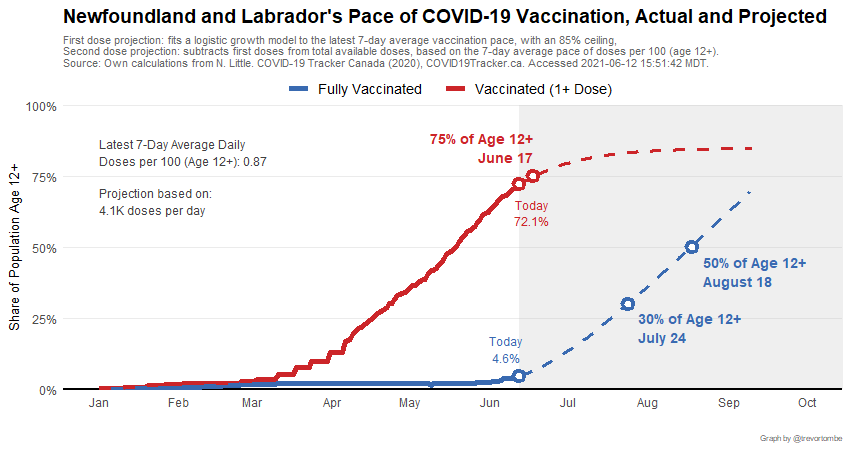 Newfoundland and Labrador's Pace of COVID-19 Vaccination, Actual and Projected
First dose projection: fits a logistic growth model to the latest 7-day average vaccination pace, with an 85% ceiling,
Second dose projection: subtracts first doses from total available doses, based on the 7-day average pace of doses per 100 (age 12+).
Source: Own calculations from N. Little. COVID-19 Tracker Canada (2020), COVID19Tracker.ca. Accessed 2021-06-12 15:51:42 MDT.
Fully Vaccinated
Vaccinated (1+ Dose)
Share of Population Age 12+
100%
75%
50%
25%
0%
Latest 7-Day Average Daily
Doses per 100 (Age 12+): 0.87
Projection based on:
4.1K doses per day
75% of Age 12+
June 17
Today
72.1%
50% of Age 12+
August 18
30% of Age 12+
July 24
Today
4.6%
Jan
Feb
Mar
Apr
May
Jun
Jul
Aug
Sep
Oct
Graph by @trevortombe